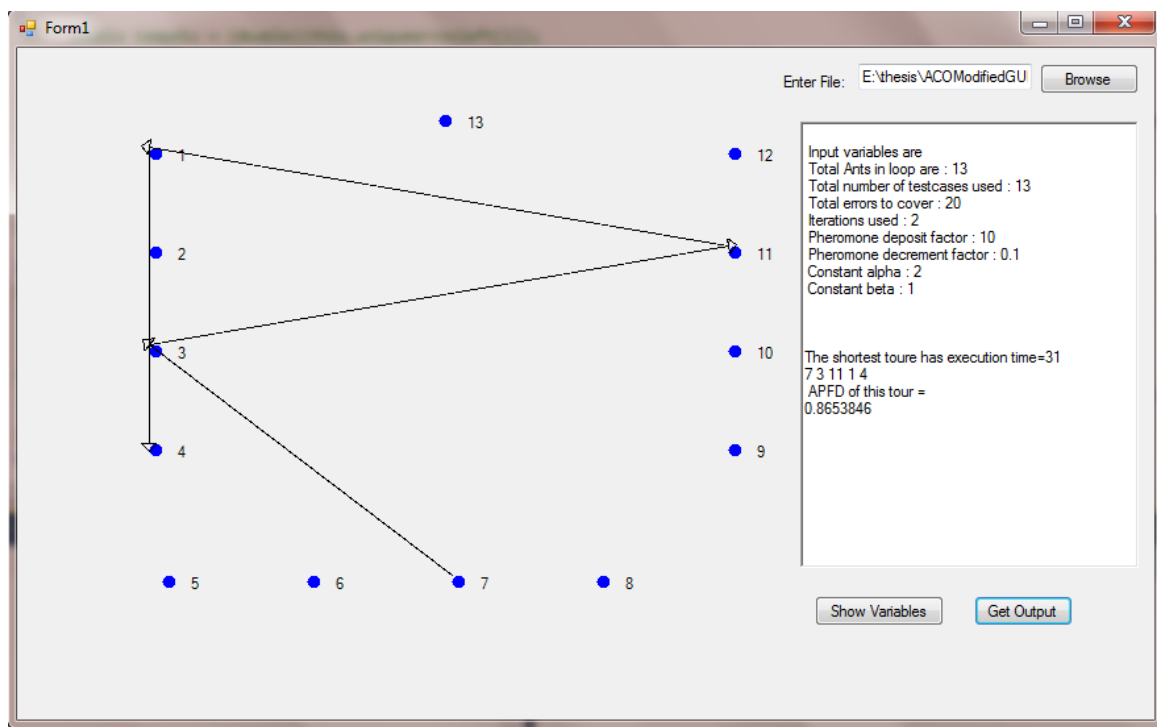 Form1
Enter File: E:\thesis\ACOModifiedGU Browse
13
1
12
2
11
3
10
4
9
5 6 7 8
Input variables are
Total Ants in loop are : 13
Total number of testcases used : 13
Total errors to cover : 20
Iterations used : 2
Pheromone deposit factor : 10
Pheromone decrement factor : 0.1
Constant alpha : 2
Constant beta : 1
The shortest toure has execution time=31
7 3 11 1 4
APFD of this tour =
0.8653846
Show Variables Get Output